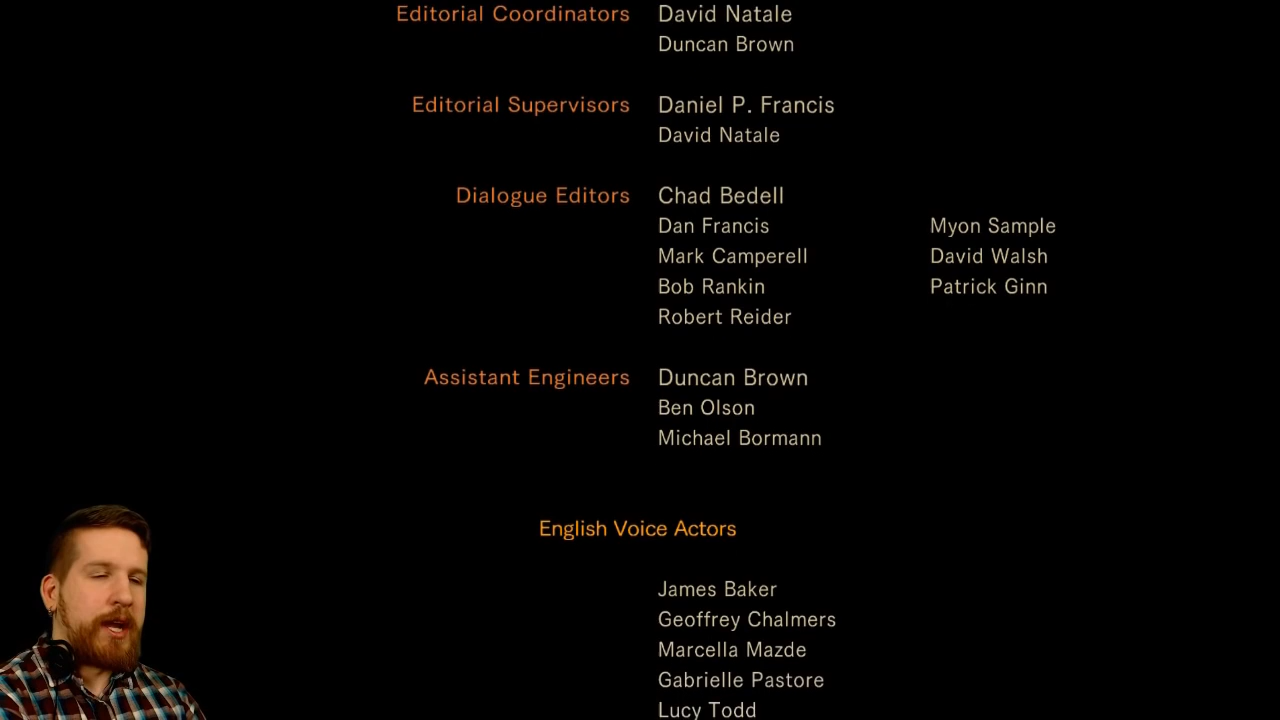 Editorial Coordinators David Natale
Duncan Brown
Editorial Supervisors Daniel P. Francis
David Natale
Dialogue Editors Chad Bedell
Dan Francis Myon Sample
Mark Camperell David Walsh
Bob Rankin Patrick Ginn
Robert Reider
Assistant Engineers Duncan Brown
Ben Olson
Michael Bormann
English Voice Actors
James Baker
Geoffrey Chalmers
Marcella Mazde
Gabrielle Pastore
Lucy Todd